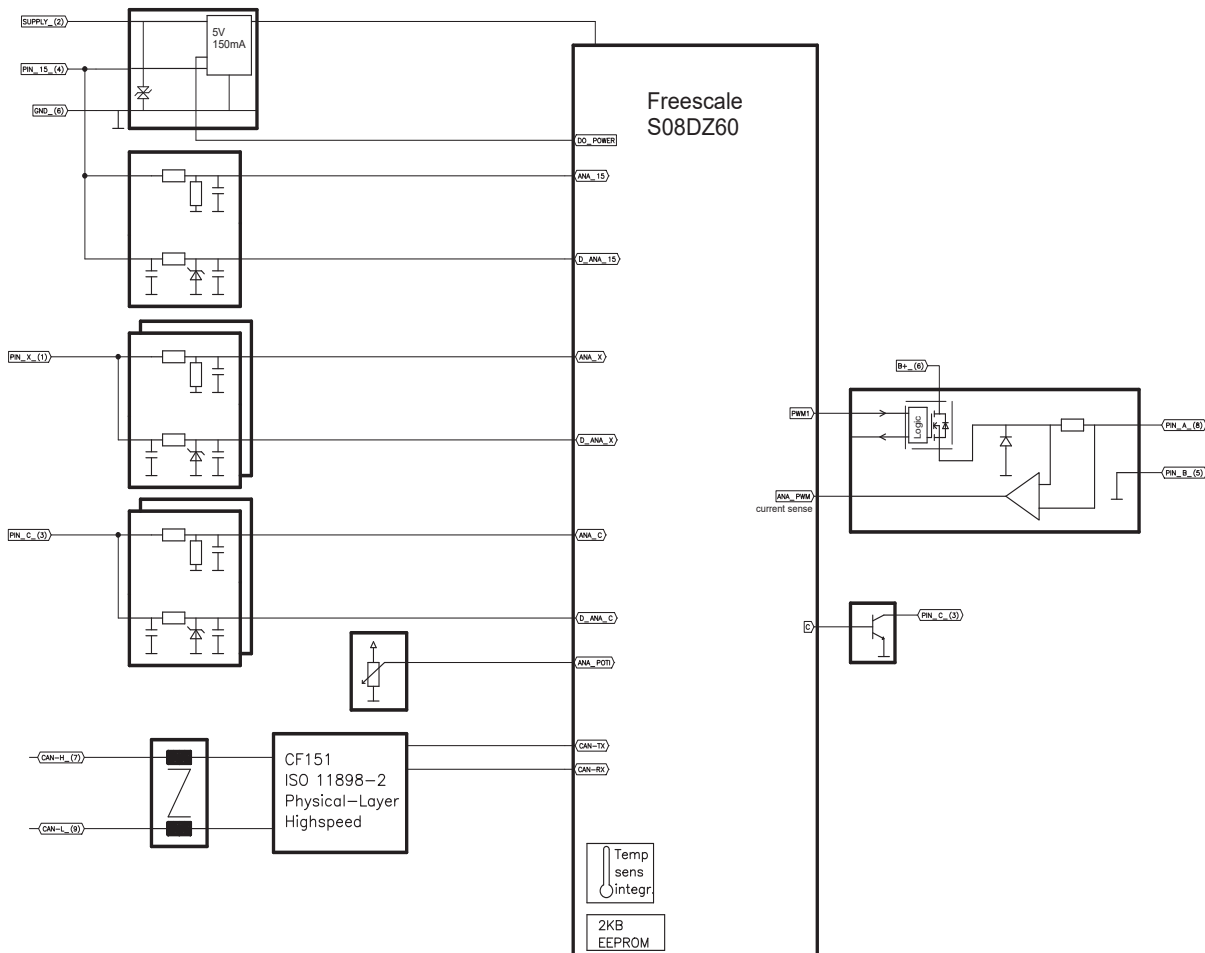 SUPPLY_(2)
5V
150mA
PIN_15_(4)
GND_(6)
Freescale
S08DZ60
DO_POWER
ANA_15
D_ANA_15
PIN_X_(1)
ANA_X
D_ANA_X
B+_(6)
PWM1
Logic
PIN_A_(8)
PIN_B_(5)
ANA_PWM
current sense
PIN_C_(3)
ANA_C
D_ANA_C
C
PIN_C_(3)
ANA_POTI
CAN-H_(7)
CAN-L_(9)
CF151
ISO 11898-2
Physical-Layer
Highspeed
CAN-TX
CAN-RX
Temp
sens
integr.
2KB
EEPROM